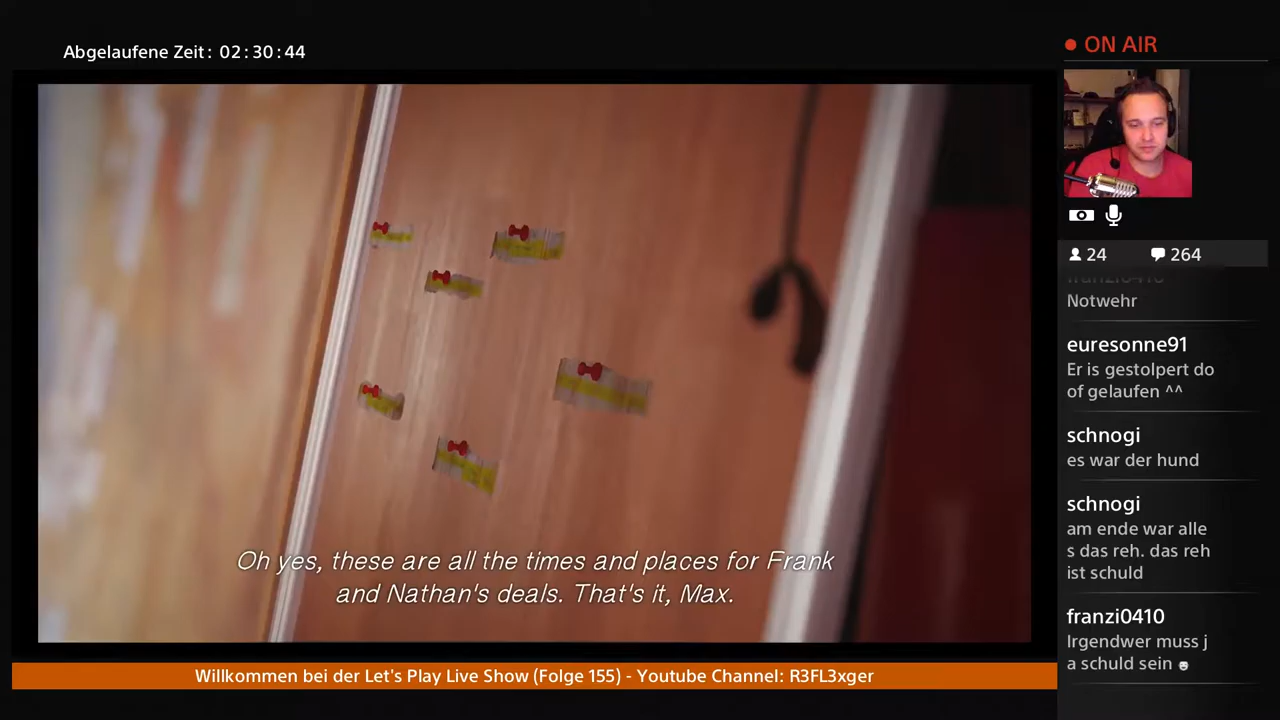 Abgelaufene Zeit: 02:30:44
ON AIR
24 264
Notwehr
euresonne91
Er is gestolpert do
of gelaufen ^^
schnogi
es war der hund
schnogi
am ende war alle
s das reh. das reh
ist schuld
franzi0410
Irgendwer muss j
a schuld sein
Oh yes, these are all the times and places for Frank
and Nathan's deals. That's it, Max.
Willkommen bei der Let's Play Live Show (Folge 155) - Youtube Channel: R3FL3xger